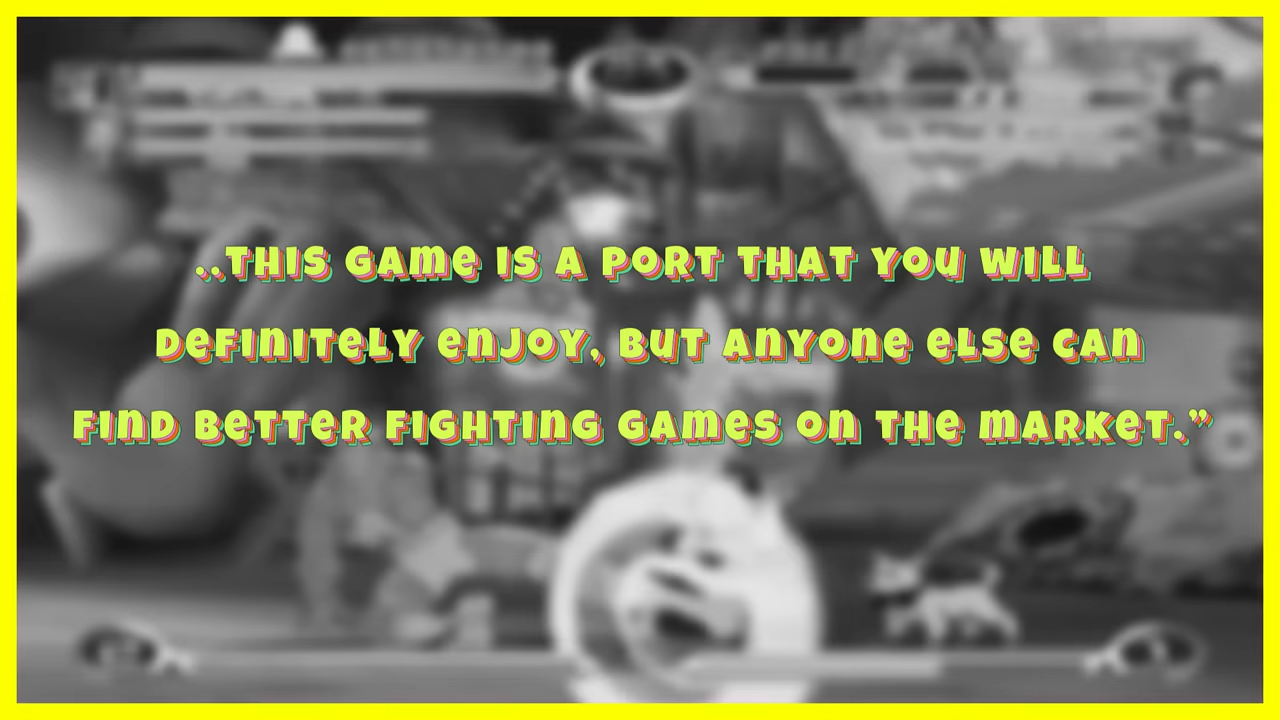 ..This game is a port that you will
definitely enjoy, but anyone else can
find better fighting games on the market.”